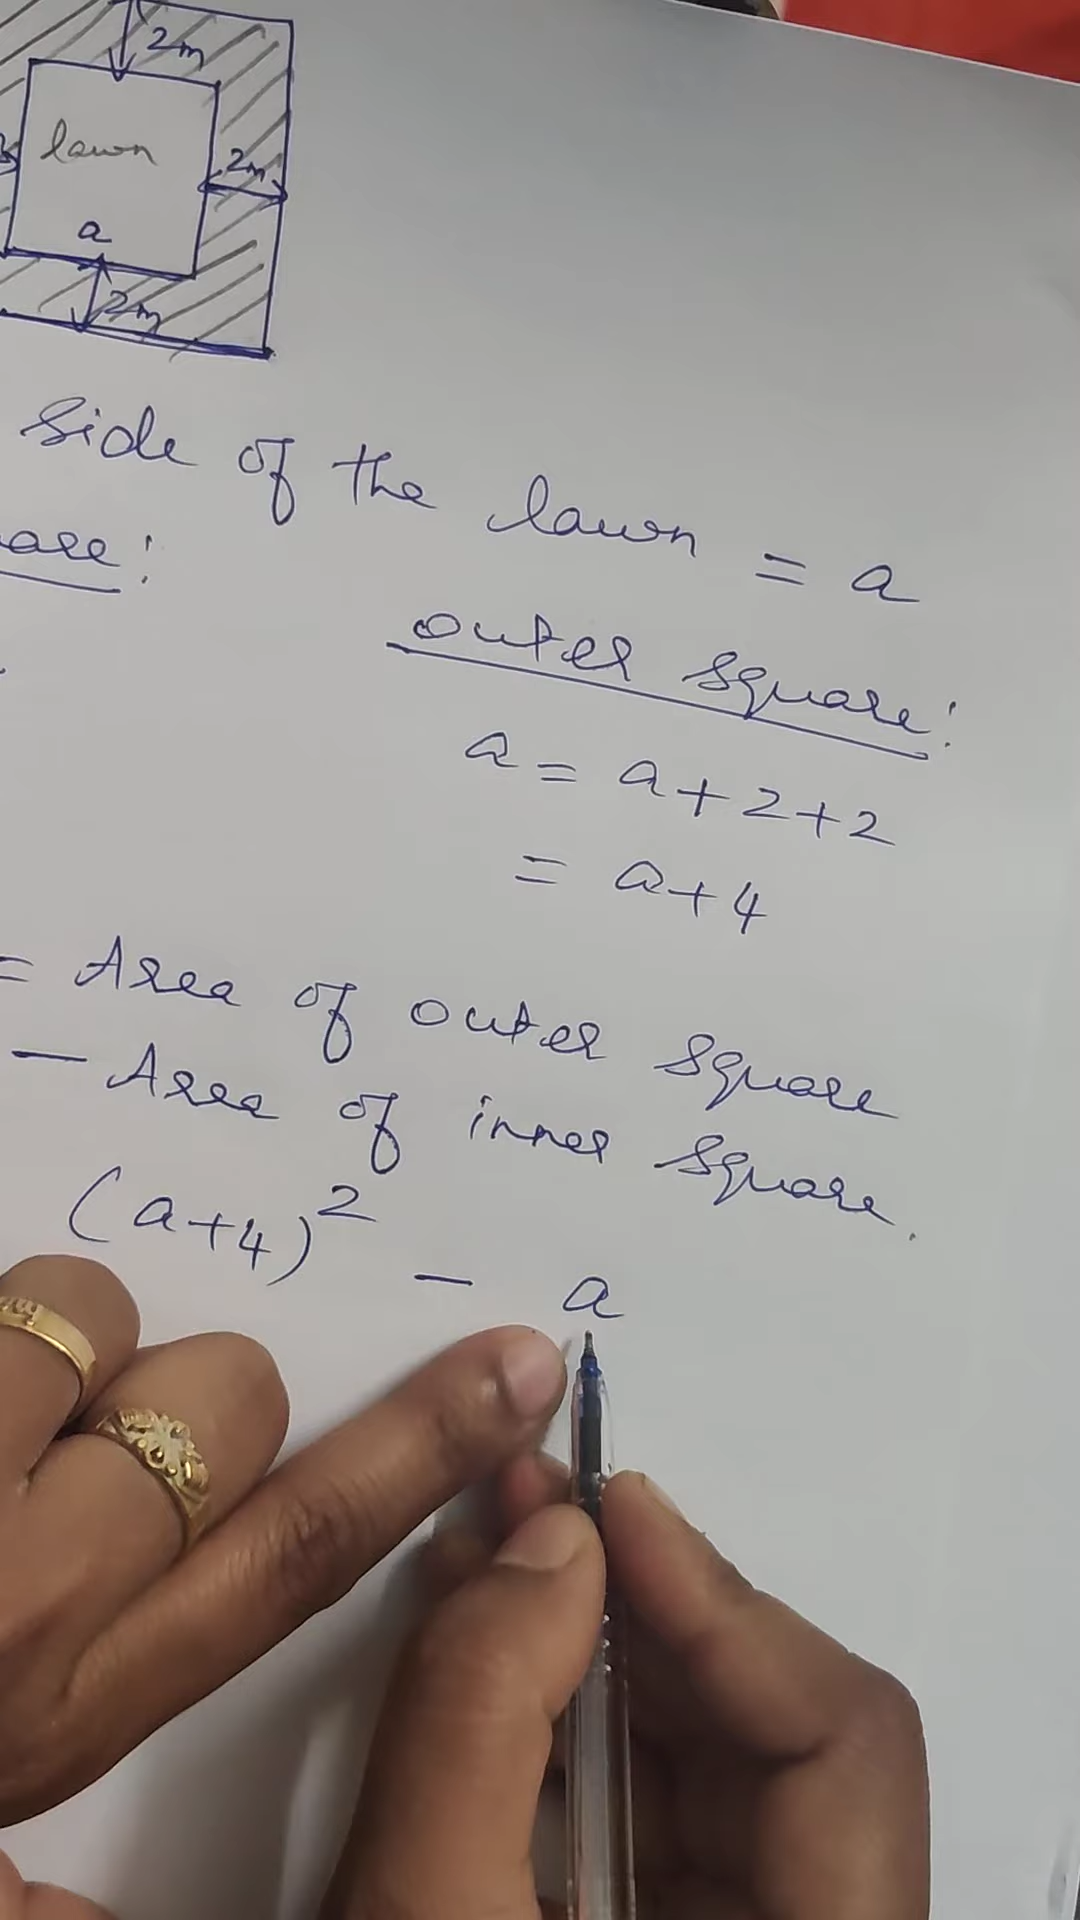 2m
lawn
2m
a
2m
side of the lawn = a
outer square:
a = a+2+2
= a+4
= Area of outer square
— Area of inner square.
(a+4)² — a